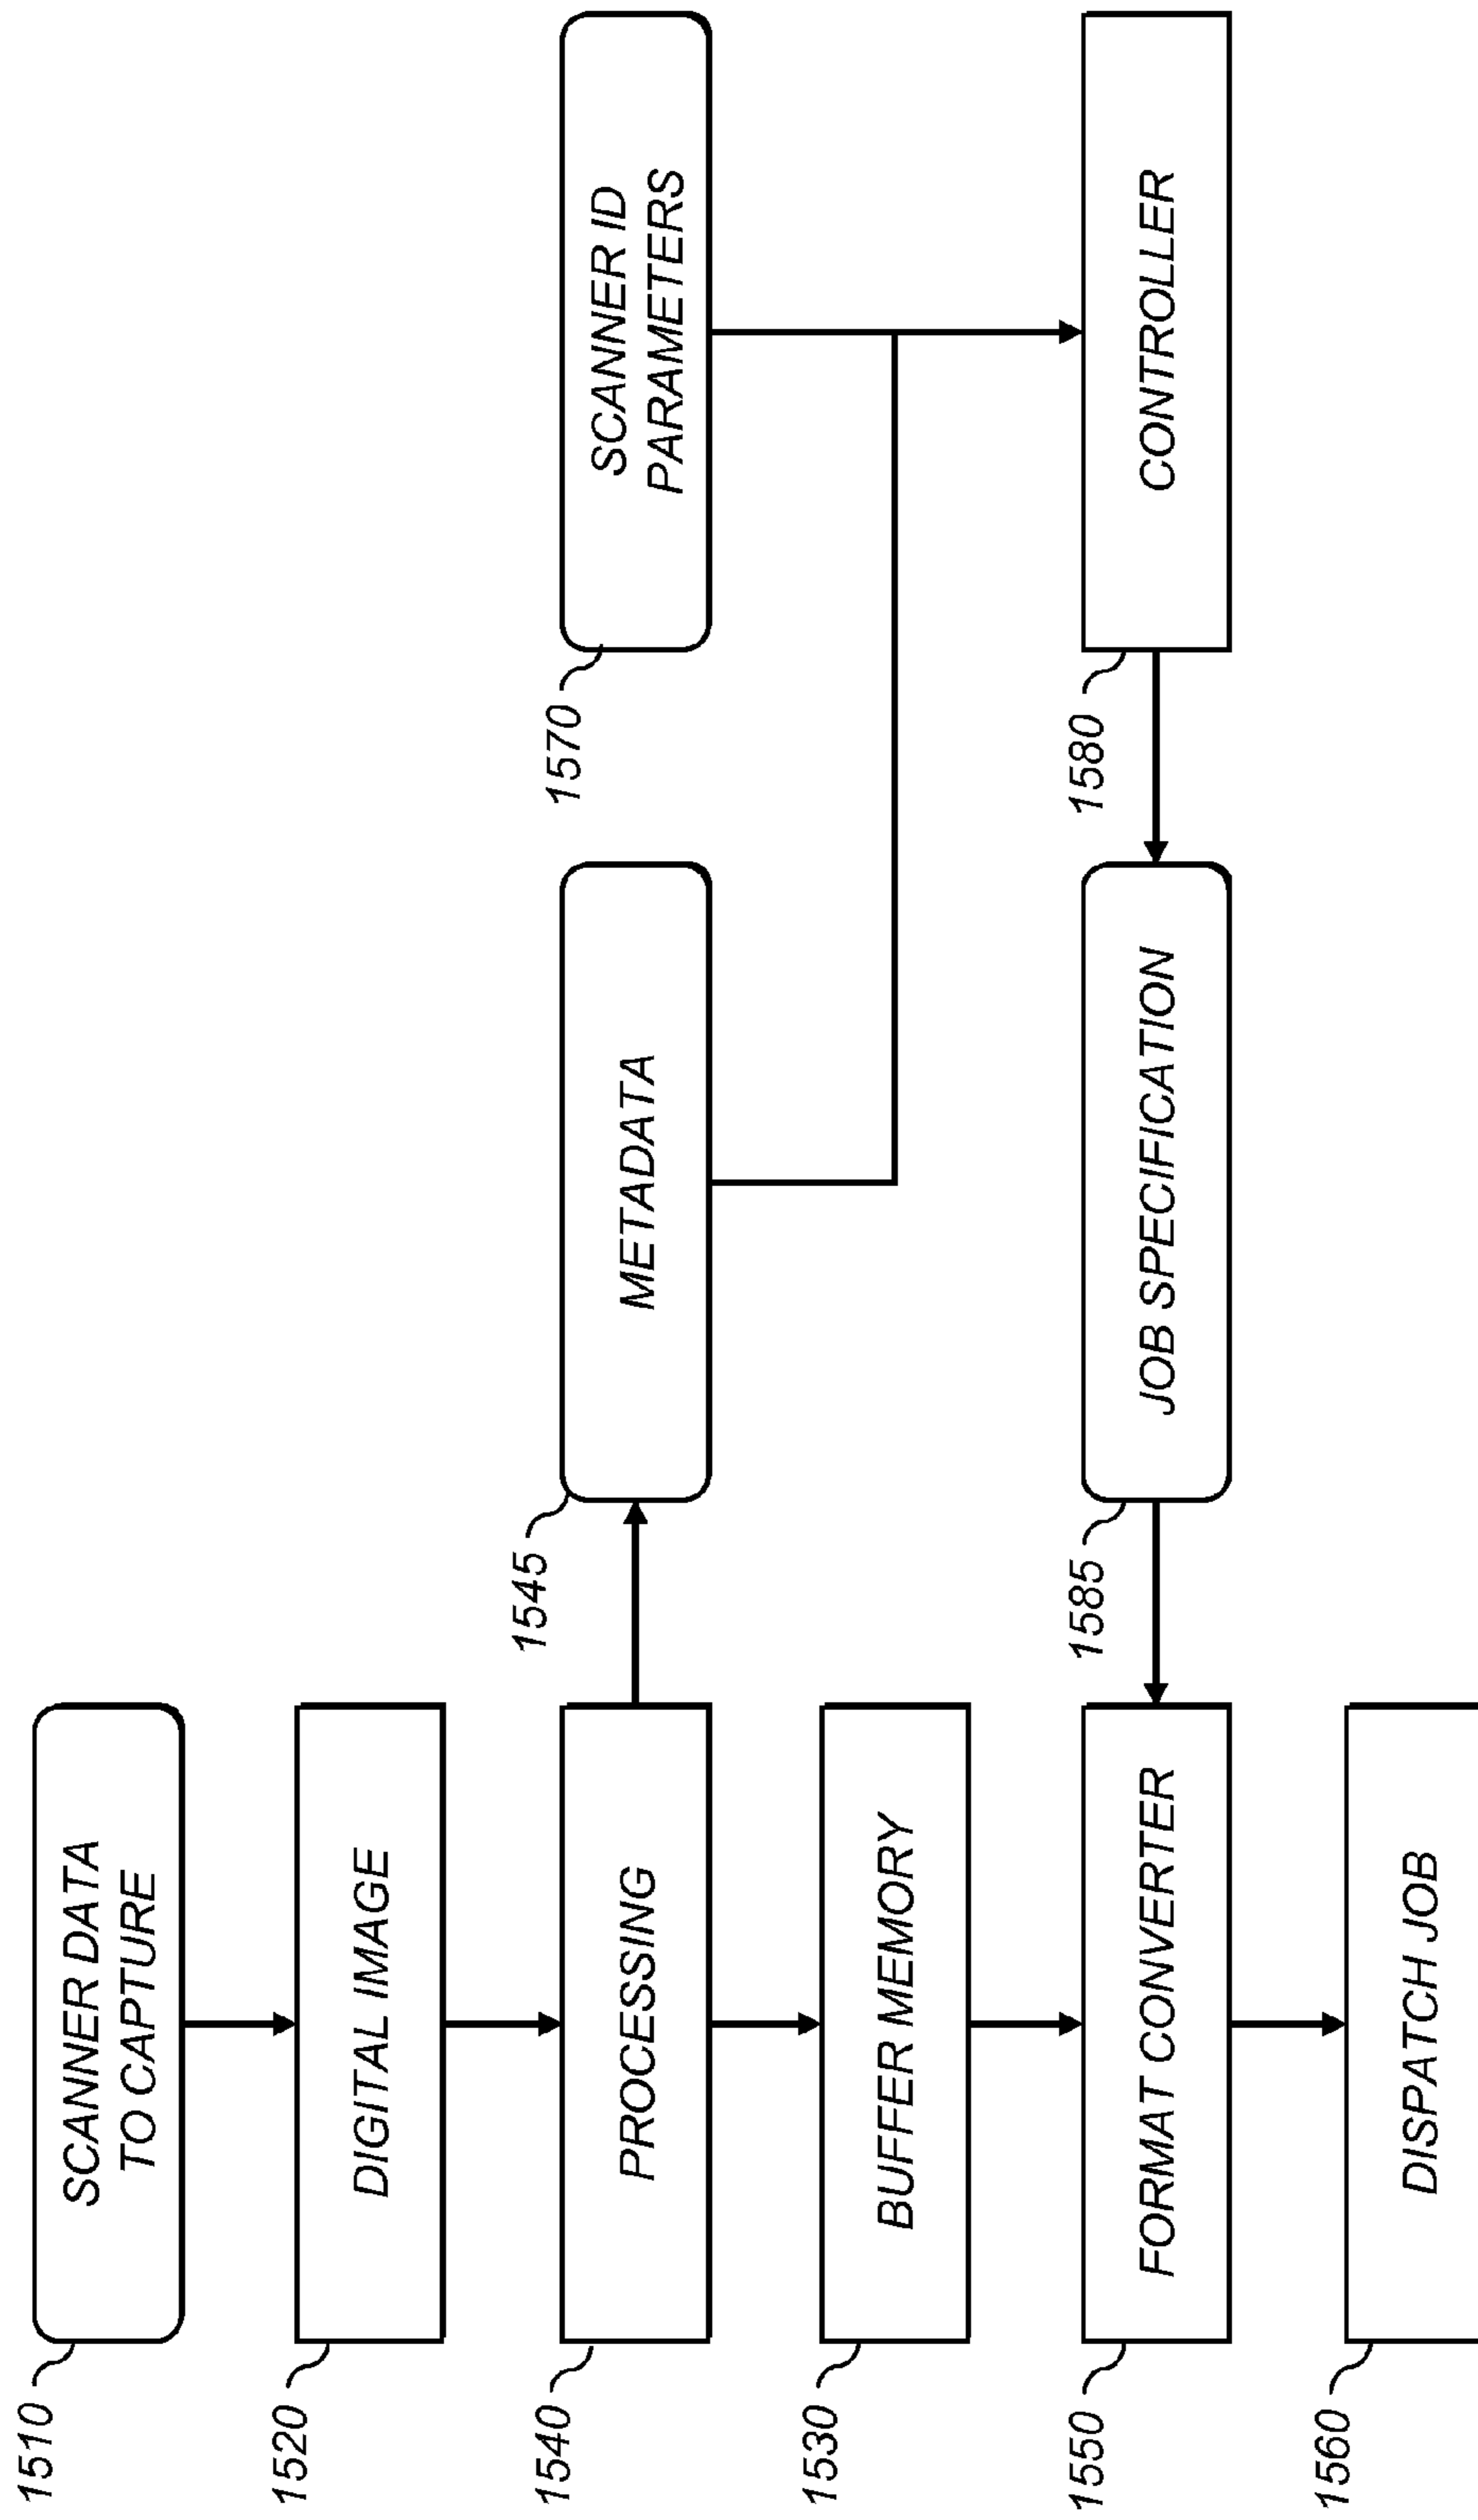 1510
SCANNER DATA
TO CAPTURE
1520
DIGITAL IMAGE
1540
PROCESSING
1545
METADATA
1570
SCANNER ID
PARAMETERS
1530
BUFFER MEMORY
1550
FORMAT CONVERTER
1585
JOB SPECIFICATION
1580
CONTROLLER
1560
DISPATCH JOB